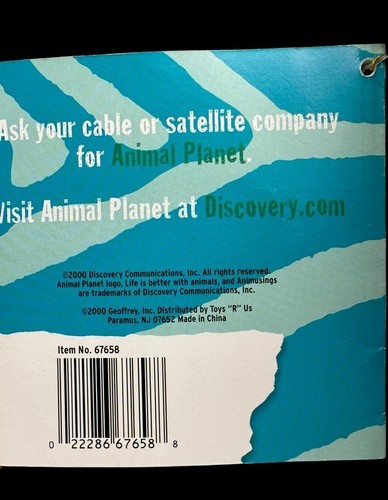 Ask your cable or satellite company
for Animal Planet.
Visit Animal Planet at Discovery.com
©2000 Discovery Communications, Inc. All rights reserved.
Animal Planet logo, Life is better with animals, and Animusings
are trademarks of Discovery Communications, Inc.
©2000 Geoffrey, Inc. Distributed by Toys "R" Us
Paramus, NJ 07652 Made in China
Item No. 67658
0 22286 67658 8